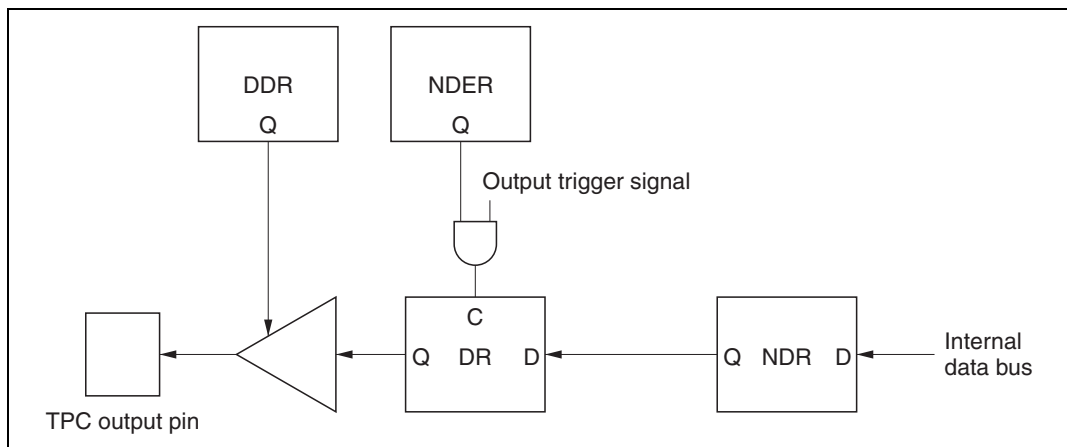 DDR
Q
NDER
Q
Output trigger signal
C
Q DR D
Q NDR D
Internal
data bus
TPC output pin